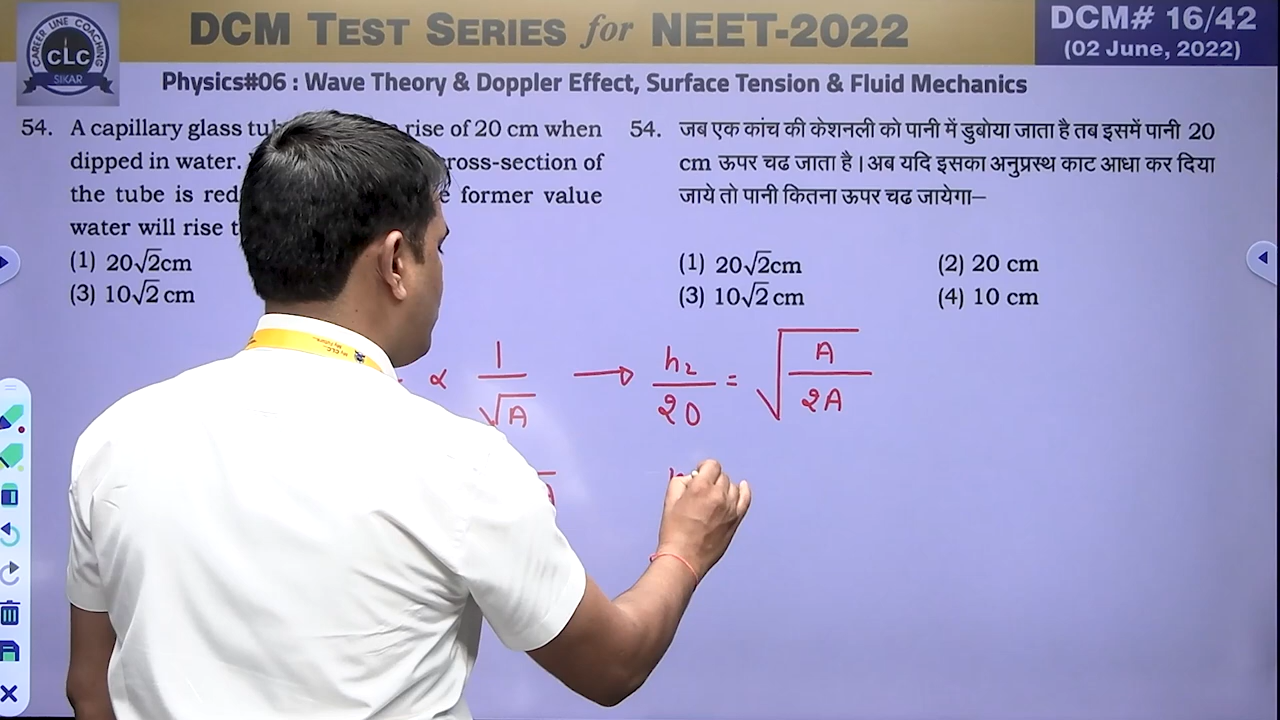 DCM TEST SERIES for NEET-2022
DCM# 16/42
(02 June, 2022)
CAREER LINE COACHING
CLC
SIKAR
Physics#06 : Wave Theory & Doppler Effect, Surface Tension & Fluid Mechanics
54. A capillary glass rise of 20 cm when
dipped in water. cross-section of
the tube is former value
water will rise
(1) 20√2cm
(3) 10√2 cm
54. जब एक कांच की केशनली को पानी में डुबोया जाता है तब इसमें पानी 20
cm ऊपर चढ जाता है। अब यदि इसका अनुप्रस्थ काट आधा कर दिया
जाये तो पानी कितना ऊपर चढ जायेगा–
(1) 20√2cm (2) 20 cm
(3) 10√2 cm (4) 10 cm
∝ 1/√A → h₂/20 = √(A/2A)